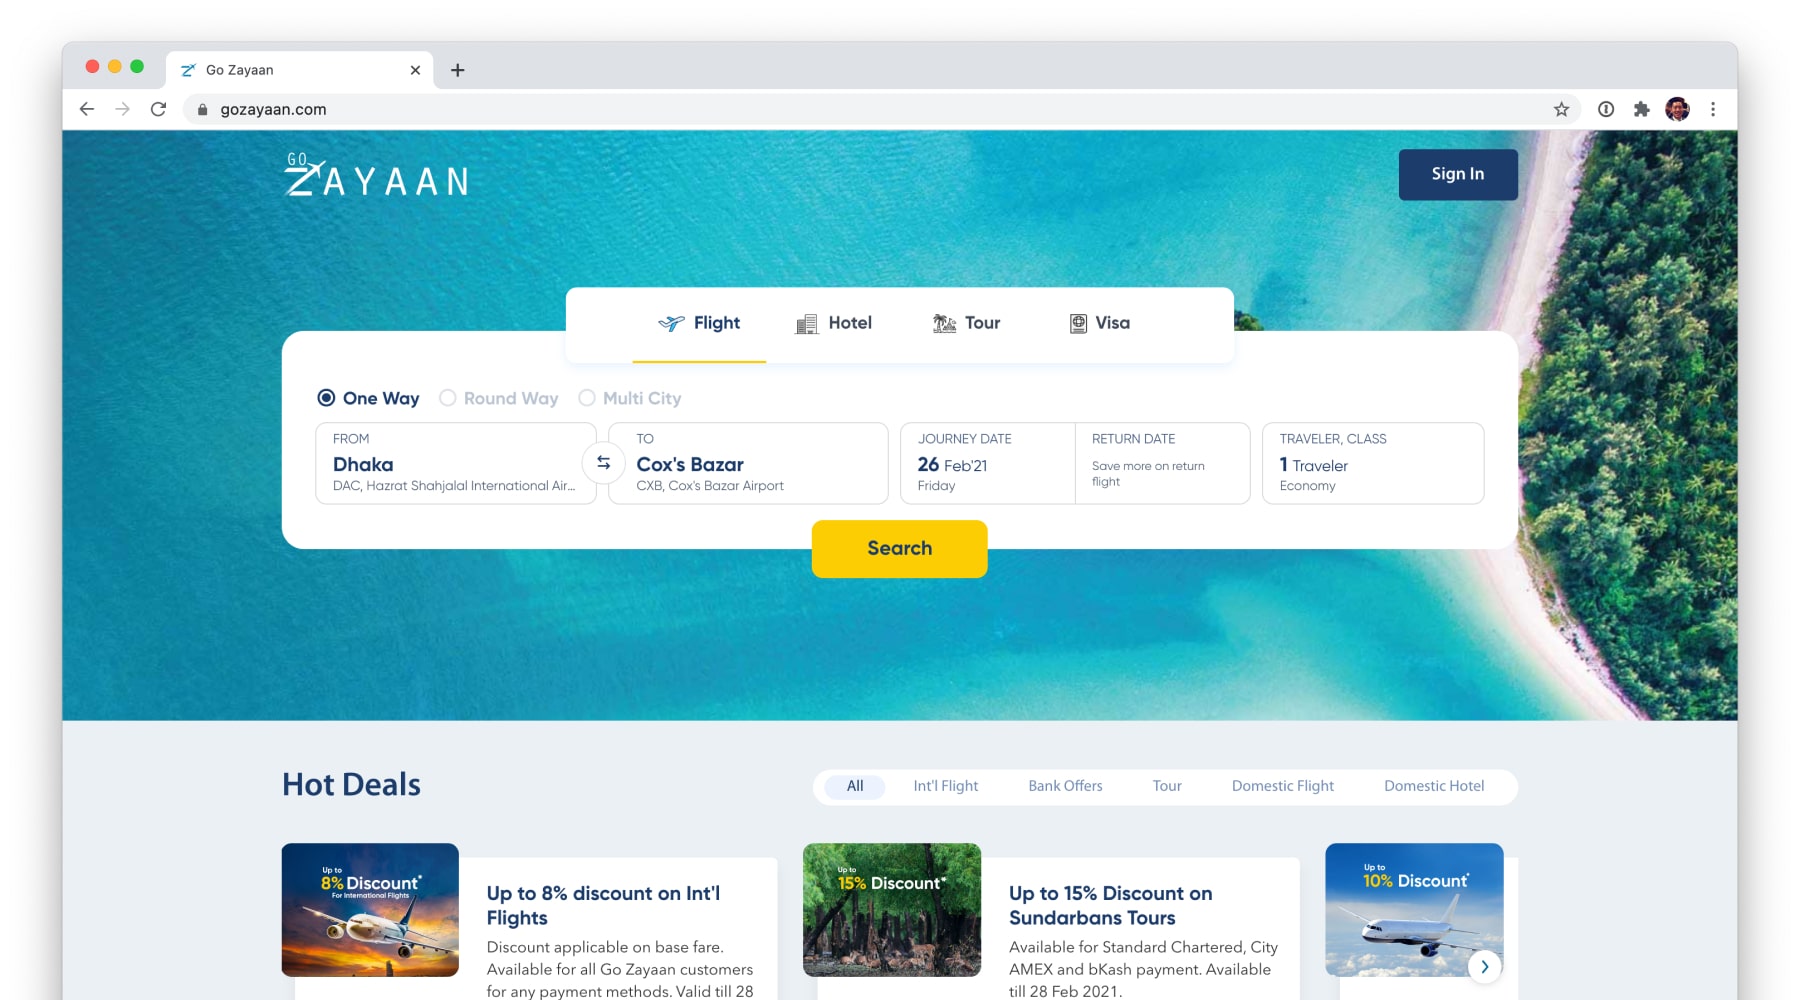 Go Zayaan
gozayaan.com
GO
ZAYAAN
Sign In
Flight
Hotel
Tour
Visa
One Way
Round Way
Multi City
FROM
Dhaka
DAC, Hazrat Shahjalal International Air...
TO
Cox's Bazar
CXB, Cox's Bazar Airport
JOURNEY DATE
26 Feb'21
Friday
RETURN DATE
Save more on return
flight
TRAVELER, CLASS
1 Traveler
Economy
Search
Hot Deals
All
Int'l Flight
Bank Offers
Tour
Domestic Flight
Domestic Hotel
Up to
8% Discount*
For International Flights
Up to 8% discount on Int'l
Flights
Discount applicable on base fare.
Available for all Go Zayaan customers
for any payment methods. Valid till 28
Up to
15% Discount*
Up to 15% Discount on
Sundarbans Tours
Available for Standard Chartered, City
AMEX and bKash payment. Available
till 28 Feb 2021.
Up to
10% Discount*